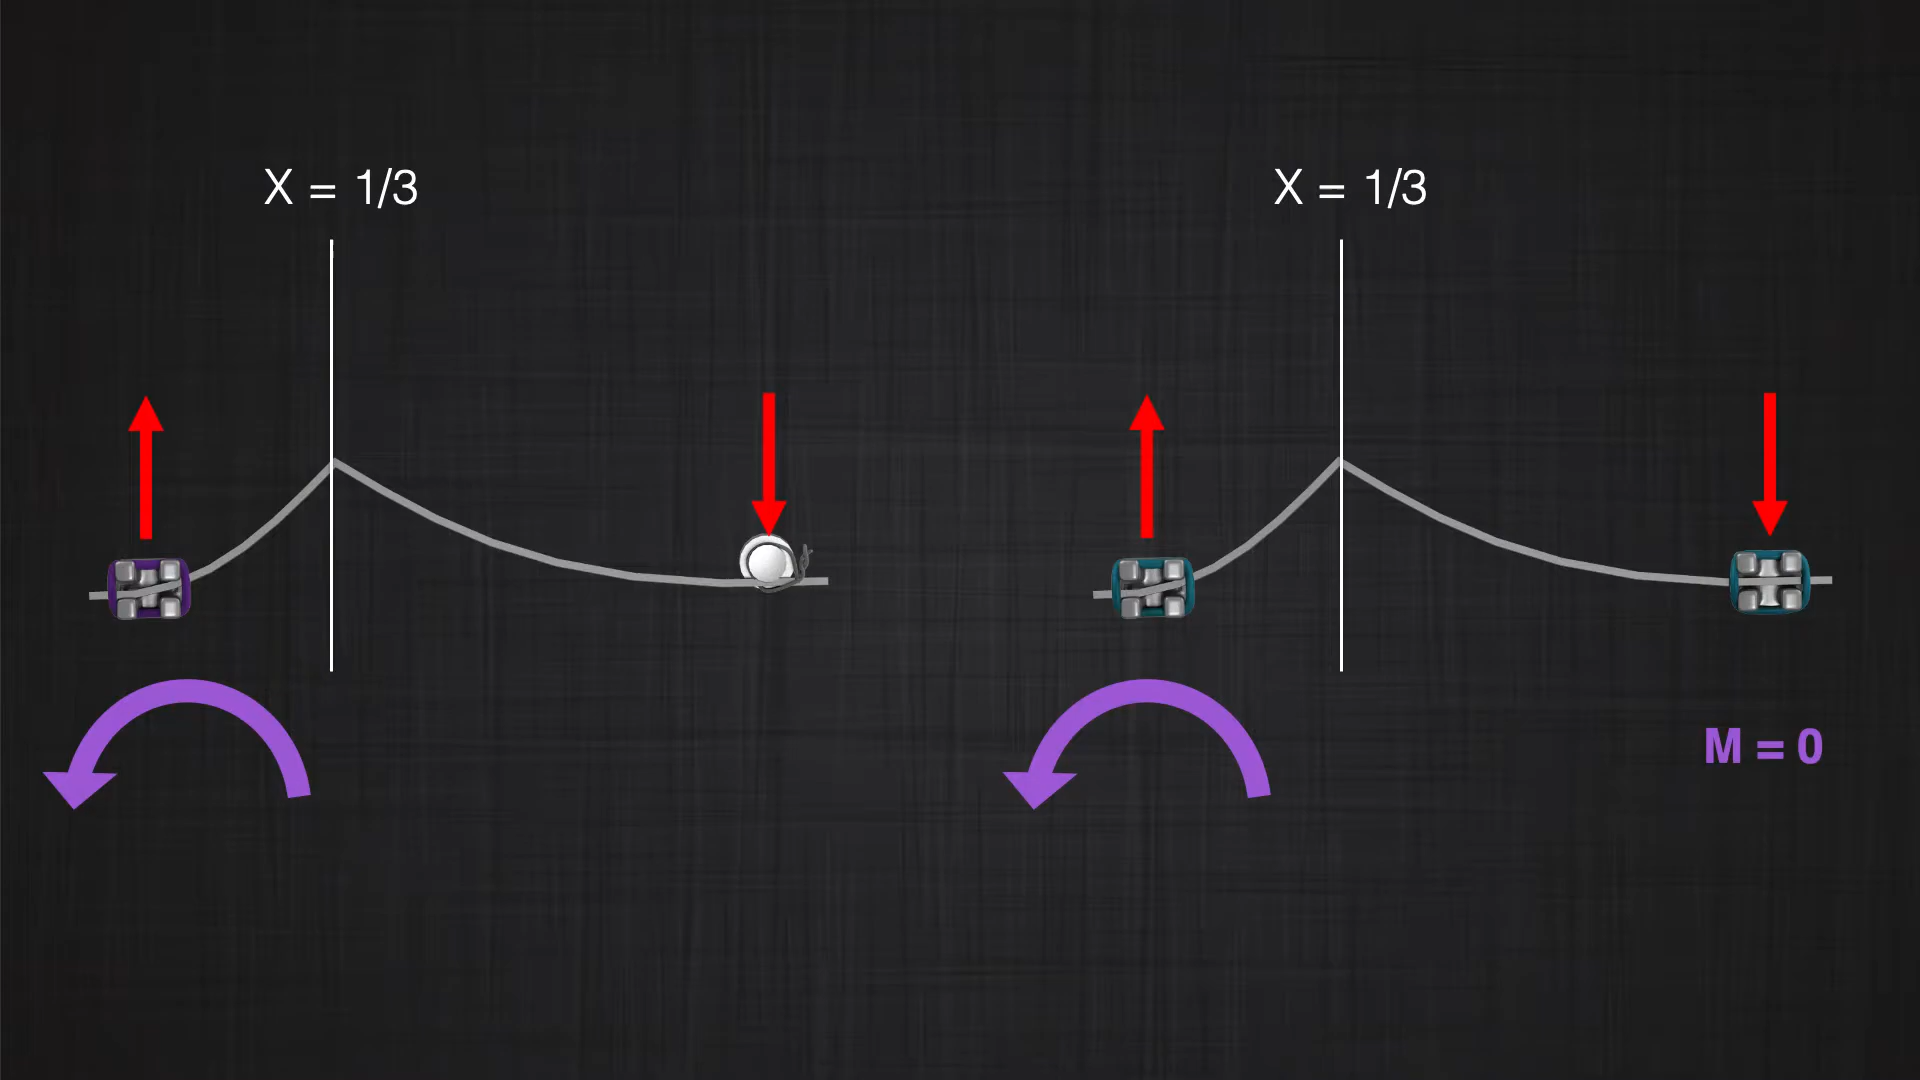 X = 1/3
X = 1/3
M = 0